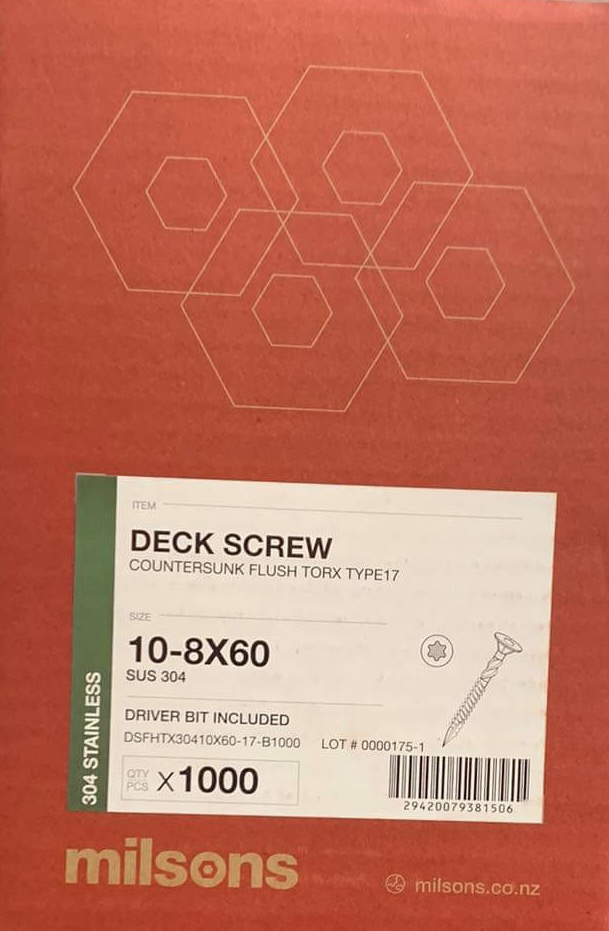 ITEM
DECK SCREW
COUNTERSUNK FLUSH TORX TYPE17
SIZE
10-8X60
SUS 304
DRIVER BIT INCLUDED
DSFHTX30410X60-17-B1000 LOT # 0000175-1
QTY
PCS X1000
29420079381506
304 STAINLESS
milsons
milsons.co.nz